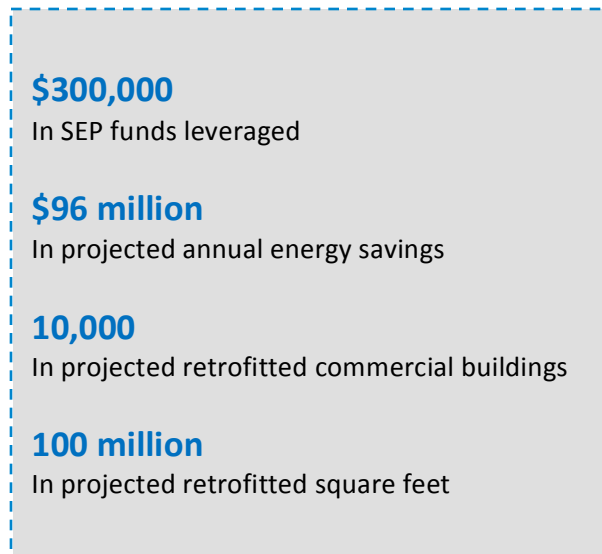 $300,000
In SEP funds leveraged
$96 million
In projected annual energy savings
10,000
In projected retrofitted commercial buildings
100 million
In projected retrofitted square feet